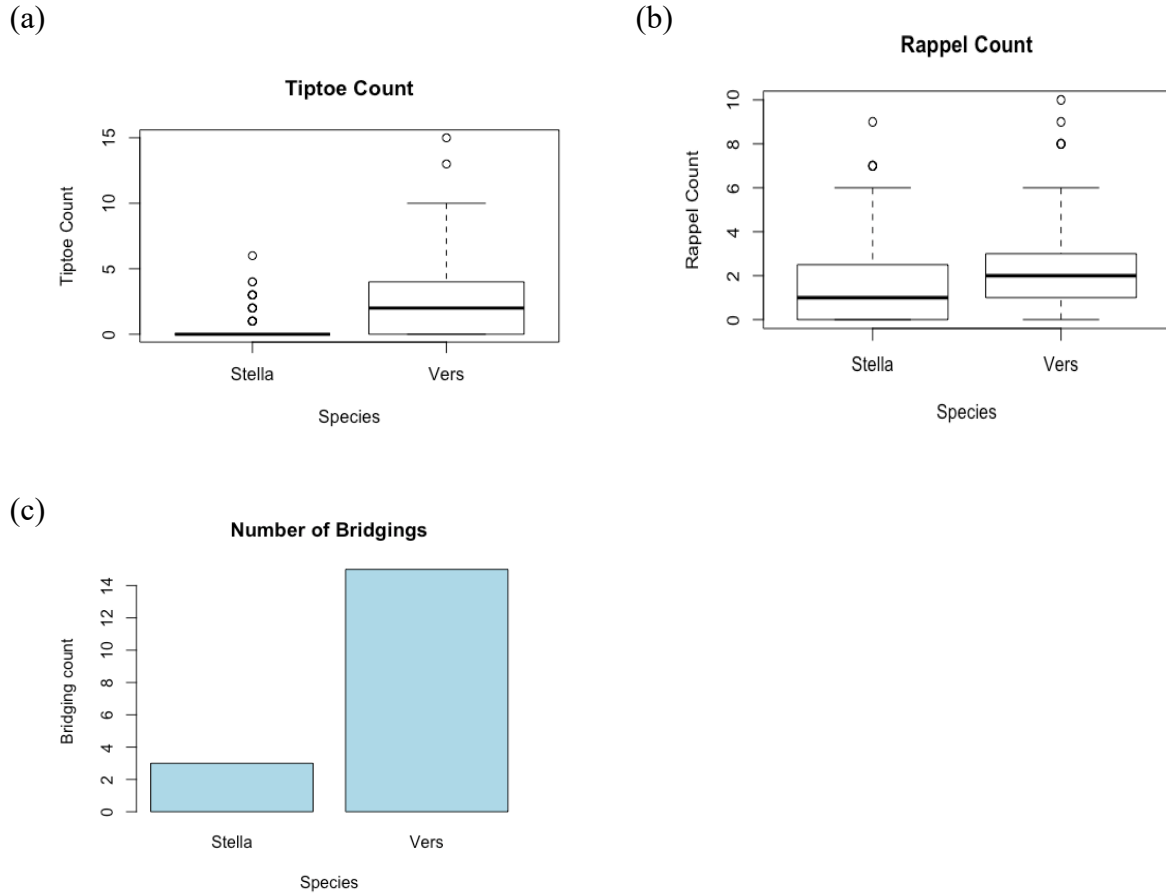 (a)
Tiptoe Count
Tiptoe Count
15
10
5
0
Stella Vers
Species
(b)
Rappel Count
Rappel Count
10
8
6
4
2
0
Stella Vers
Species
(c)
Number of Bridgings
Bridging count
14
12
10
8
6
4
2
0
Stella Vers
Species